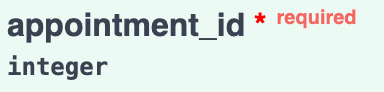 appointment_id * required
integer